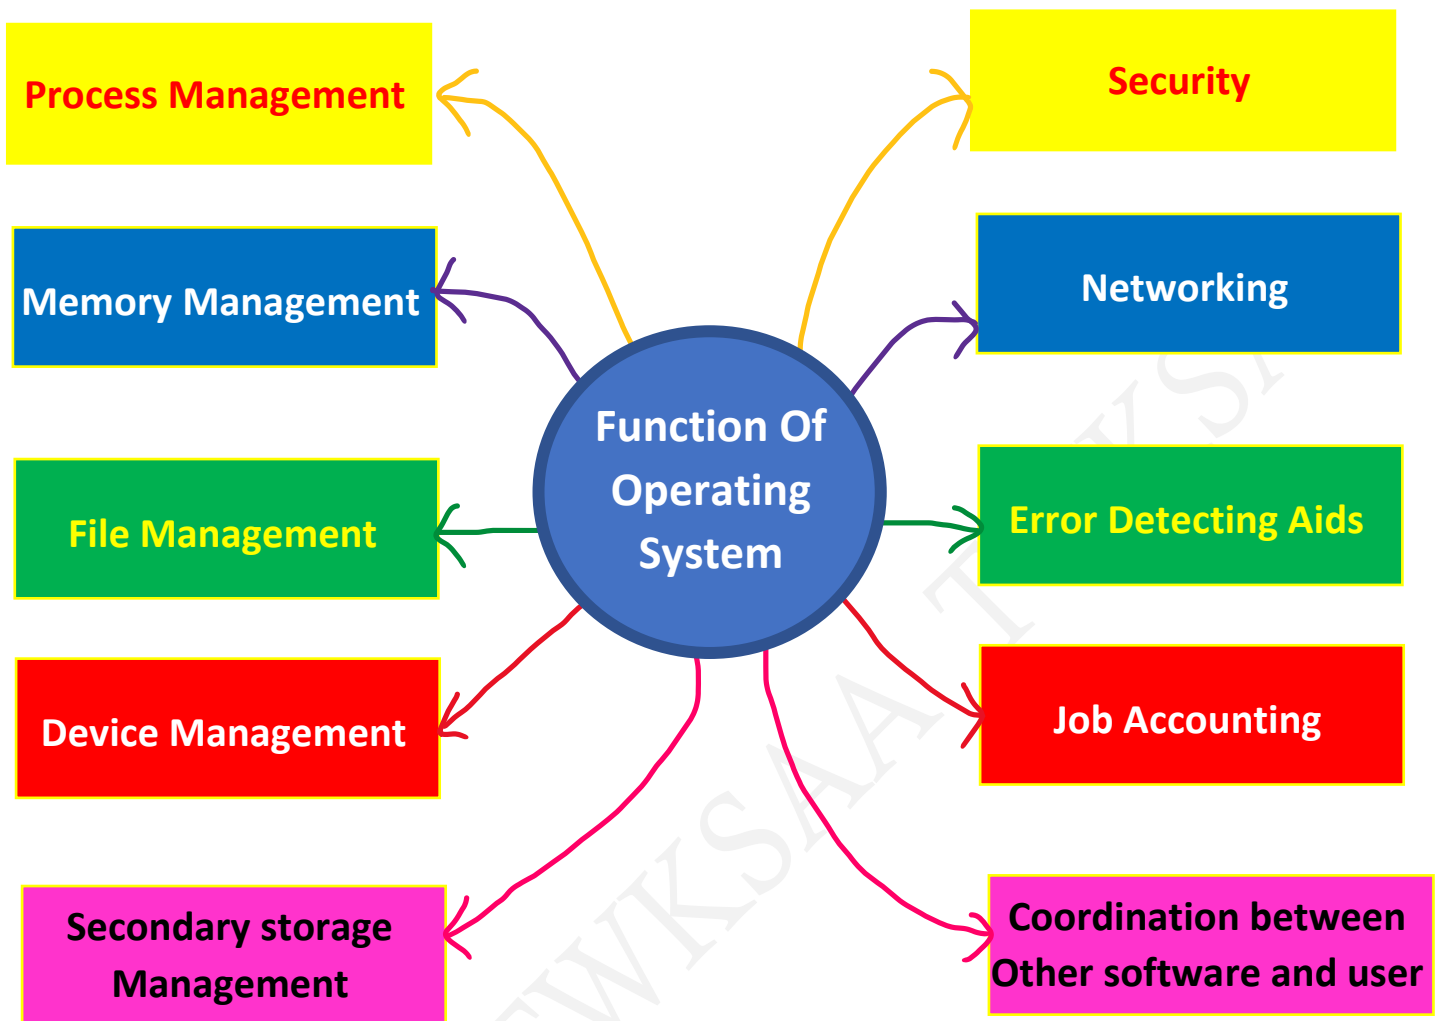 Process Management
Security
Memory Management
Networking
Function Of
Operating
System
File Management
Error Detecting Aids
Device Management
Job Accounting
Secondary storage
Management
Coordination between
Other software and user